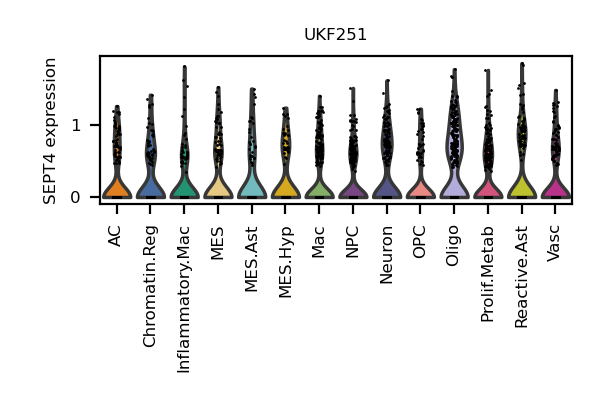 UKF251
SEPT4 expression
1
0
AC
Chromatin.Reg
Inflammatory.Mac
MES
MES.Ast
MES.Hyp
Mac
NPC
Neuron
OPC
Oligo
Prolif.Metab
Reactive.Ast
Vasc